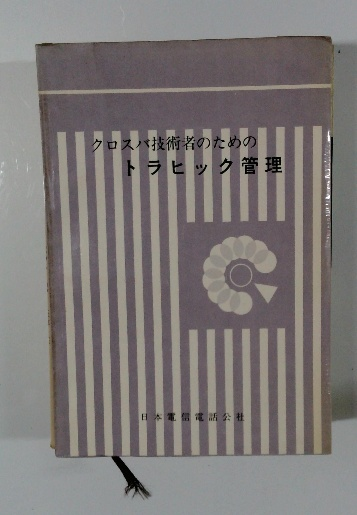 クロスバ技術者のための
トラヒック管理
日本電信電話公社